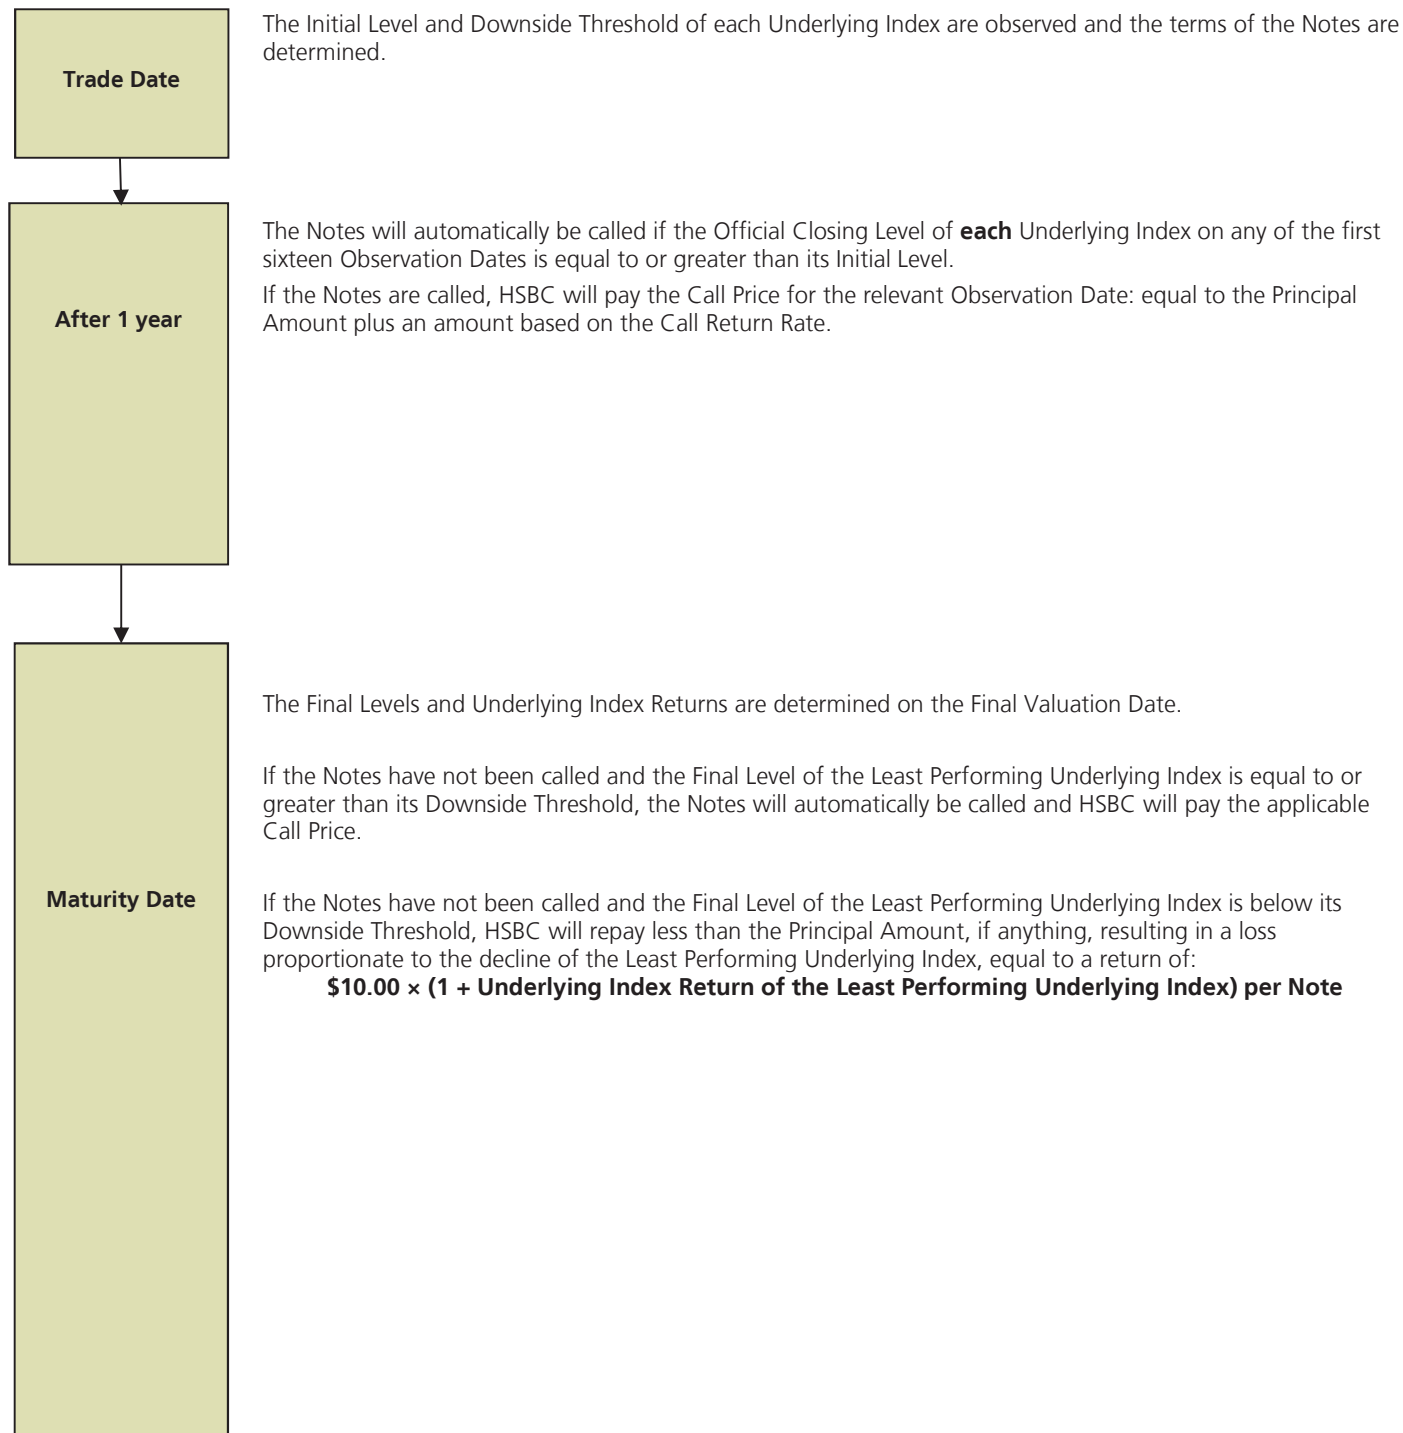 Trade Date
The Initial Level and Downside Threshold of each Underlying Index are observed and the terms of the Notes are
determined.
After 1 year
The Notes will automatically be called if the Official Closing Level of each Underlying Index on any of the first
sixteen Observation Dates is equal to or greater than its Initial Level.
If the Notes are called, HSBC will pay the Call Price for the relevant Observation Date: equal to the Principal
Amount plus an amount based on the Call Return Rate.
Maturity Date
The Final Levels and Underlying Index Returns are determined on the Final Valuation Date.
If the Notes have not been called and the Final Level of the Least Performing Underlying Index is equal to or
greater than its Downside Threshold, the Notes will automatically be called and HSBC will pay the applicable
Call Price.
If the Notes have not been called and the Final Level of the Least Performing Underlying Index is below its
Downside Threshold, HSBC will repay less than the Principal Amount, if anything, resulting in a loss
proportionate to the decline of the Least Performing Underlying Index, equal to a return of:
$10.00 × (1 + Underlying Index Return of the Least Performing Underlying Index) per Note